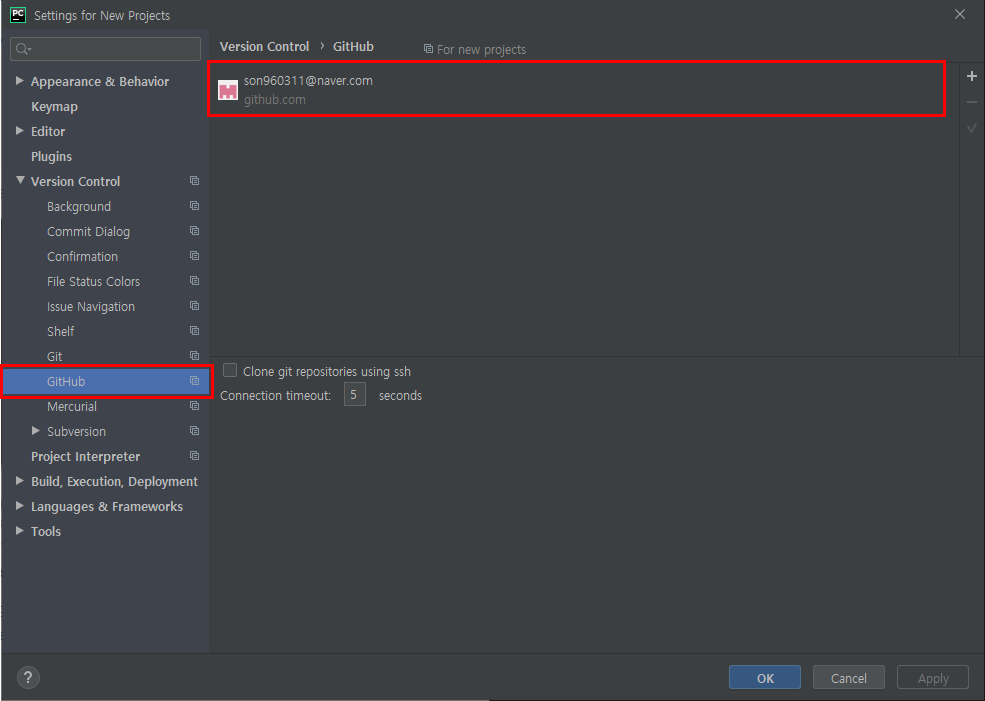 PC Settings for New Projects
Appearance & Behavior
Keymap
Editor
Plugins
Version Control
Background
Commit Dialog
Confirmation
File Status Colors
Issue Navigation
Shelf
Git
GitHub
Mercurial
Subversion
Project Interpreter
Build, Execution, Deployment
Languages & Frameworks
Tools
Version Control › GitHub
For new projects
son960311@naver.com
github.com
Clone git repositories using ssh
Connection timeout: 5 seconds
?
OK
Cancel
Apply